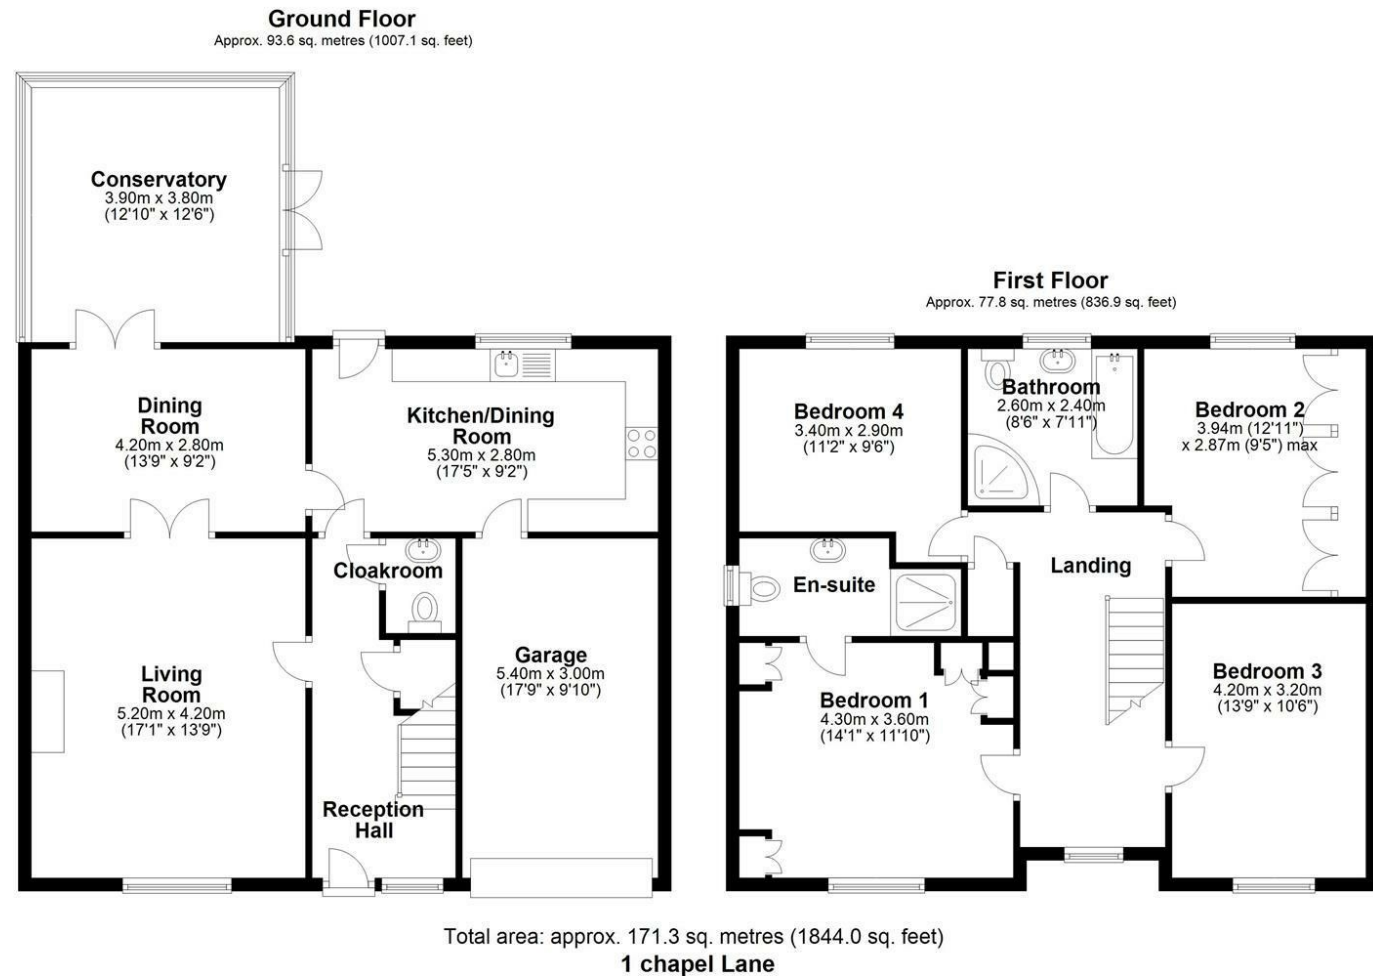 Ground Floor
Approx. 93.6 sq. metres (1007.1 sq. feet)
Conservatory
3.90m x 3.80m
(12'10" x 12'6")
Dining
Room
4.20m x 2.80m
(13'9" x 9'2")
Kitchen/Dining
Room
5.30m x 2.80m
(17'5" x 9'2")
Cloakroom
Living
Room
5.20m x 4.20m
(17'1" x 13'9")
Garage
5.40m x 3.00m
(17'9" x 9'10")
Reception
Hall
First Floor
Approx. 77.8 sq. metres (836.9 sq. feet)
Bedroom 4
3.40m x 2.90m
(11'2" x 9'6")
Bathroom
2.60m x 2.40m
(8'6" x 7'11")
Bedroom 2
3.94m (12'11")
x 2.87m (9'5") max
En-suite
Landing
Bedroom 1
4.30m x 3.60m
(14'1" x 11'10")
Bedroom 3
4.20m x 3.20m
(13'9" x 10'6")
Total area: approx. 171.3 sq. metres (1844.0 sq. feet)
1 chapel Lane